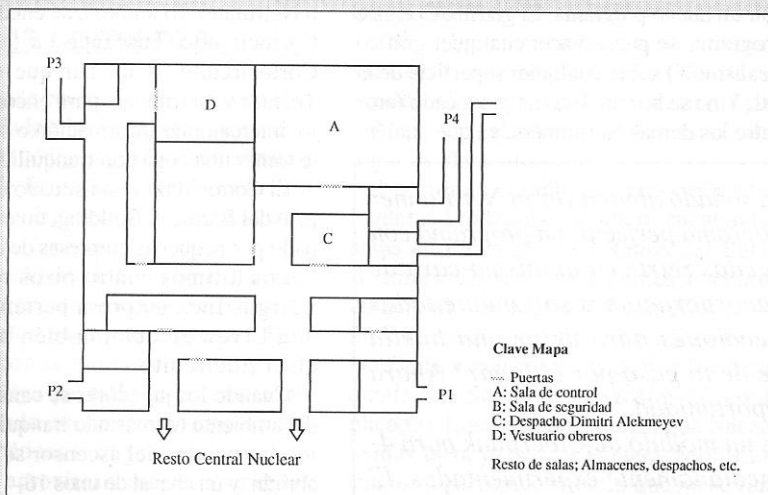 P3
D
A
P4
C
P2
P1
Resto Central Nuclear
Clave Mapa
Puertas
A: Sala de control
B: Sala de seguridad
C: Despacho Dimitri Alekmeyev
D: Vestuario obreros
Resto de salas; Almacenes, despachos, etc.